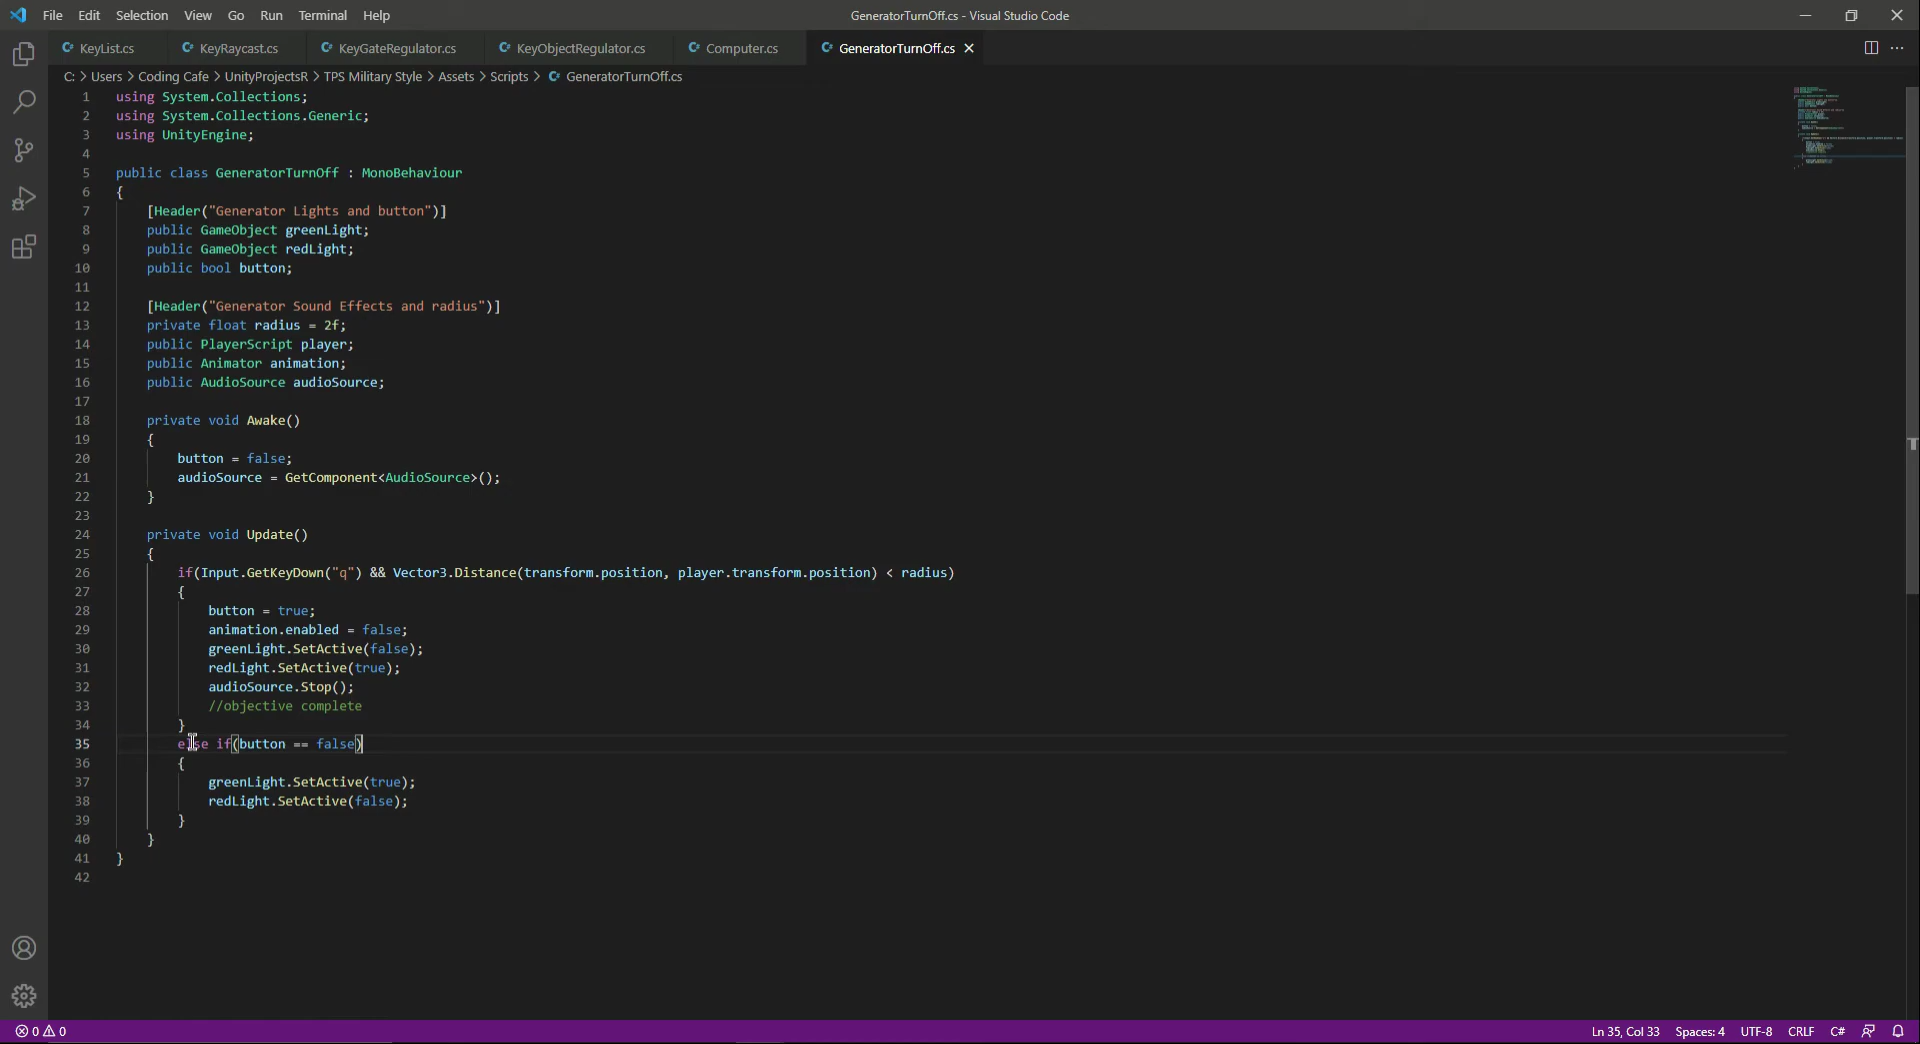 File Edit Selection View Go Run Terminal Help GeneratorTurnOff.cs - Visual Studio Code
KeyList.cs KeyRaycast.cs KeyGateRegulator.cs KeyObjectRegulator.cs Computer.cs GeneratorTurnOff.cs
C: > Users > Coding Cafe > UnityProjectsR > TPS Military Style > Assets > Scripts > GeneratorTurnOff.cs
1 using System.Collections;
2 using System.Collections.Generic;
3 using UnityEngine;
4
5 public class GeneratorTurnOff : MonoBehaviour
6 {
7 [Header("Generator Lights and button")]
8 public GameObject greenLight;
9 public GameObject redLight;
10 public bool button;
11
12 [Header("Generator Sound Effects and radius")]
13 private float radius = 2f;
14 public PlayerScript player;
15 public Animator animation;
16 public AudioSource audioSource;
17
18 private void Awake()
19 {
20 button = false;
21 audioSource = GetComponent<AudioSource>();
22 }
23
24 private void Update()
25 {
26 if(Input.GetKeyDown("q") && Vector3.Distance(transform.position, player.transform.position) < radius)
27 {
28 button = true;
29 animation.enabled = false;
30 greenLight.SetActive(false);
31 redLight.SetActive(true);
32 audioSource.Stop();
33 //objective complete
34 }
35 else if(button == false)
36 {
37 greenLight.SetActive(true);
38 redLight.SetActive(false);
39 }
40 }
41 }
42
0 0 Ln 35, Col 33 Spaces: 4 UTF-8 CRLF C#